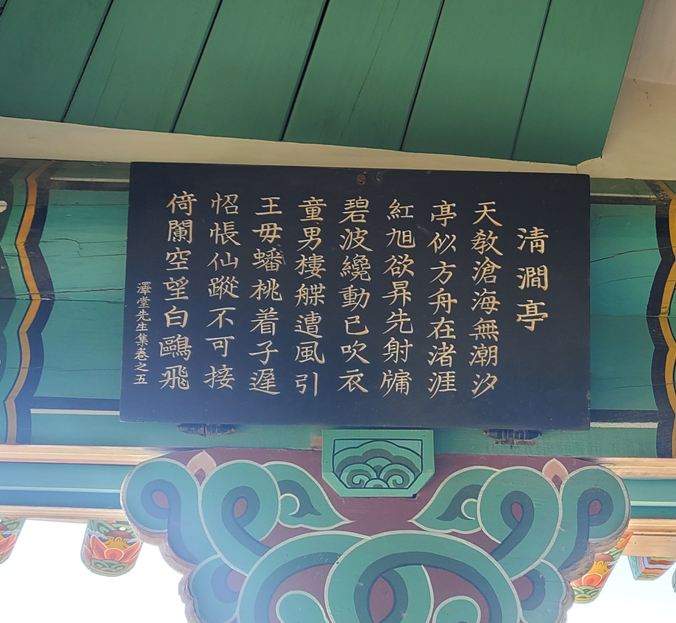 清澗亭
天教滄海無潮汐
亭似方舟在渚涯
紅旭欲昇先射牖
碧波纔動已吹衣
童男樓艓遭風引
王母蟠桃着子遲
怊悵仙蹤不可接
倚闌空望白鷗飛
澤堂先生集卷之五